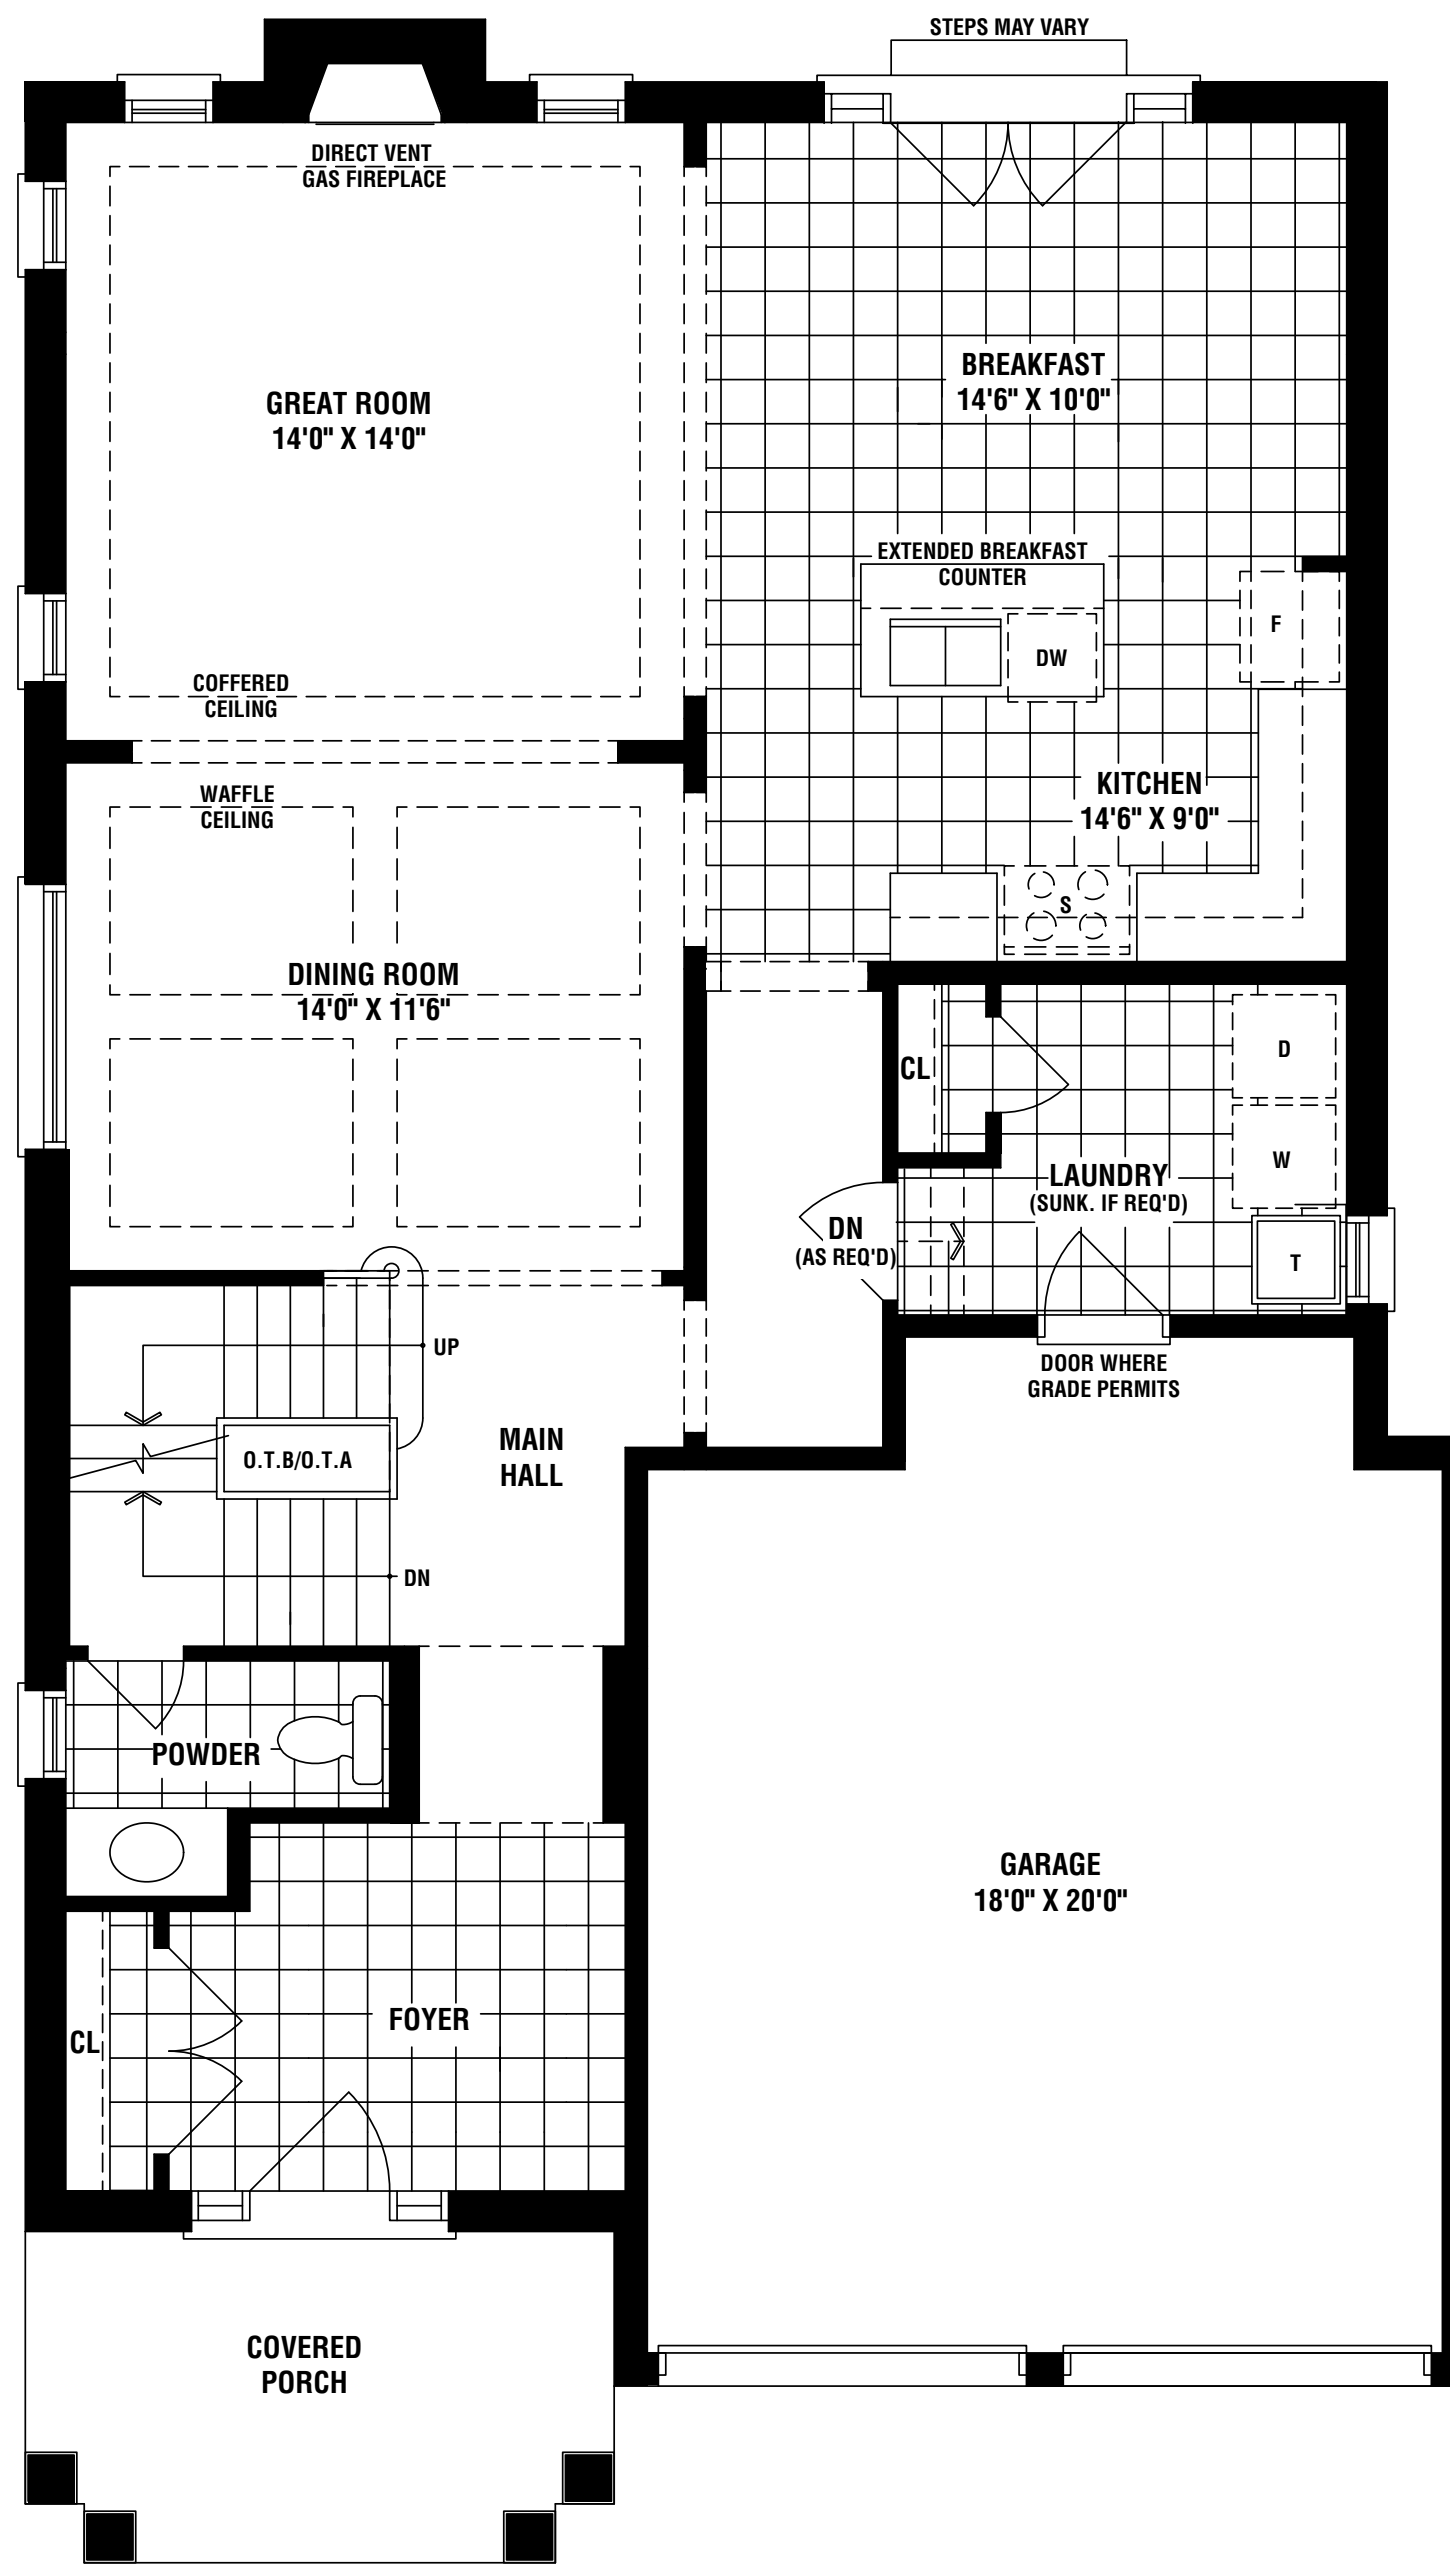 STEPS MAY VARY
DIRECT VENT
GAS FIREPLACE
GREAT ROOM
14'0" X 14'0"
BREAKFAST
14'6" X 10'0"
EXTENDED BREAKFAST
COUNTER
F
DW
COFFERED
CEILING
WAFFLE
CEILING
KITCHEN
14'6" X 9'0"
S
DINING ROOM
14'0" X 11'6"
CL
D
W
LAUNDRY
(SUNK. IF REQ'D)
DN
(AS REQ'D)
T
UP
DOOR WHERE
GRADE PERMITS
MAIN
HALL
O.T.B/O.T.A
DN
POWDER
GARAGE
18'0" X 20'0"
FOYER
CL
COVERED
PORCH